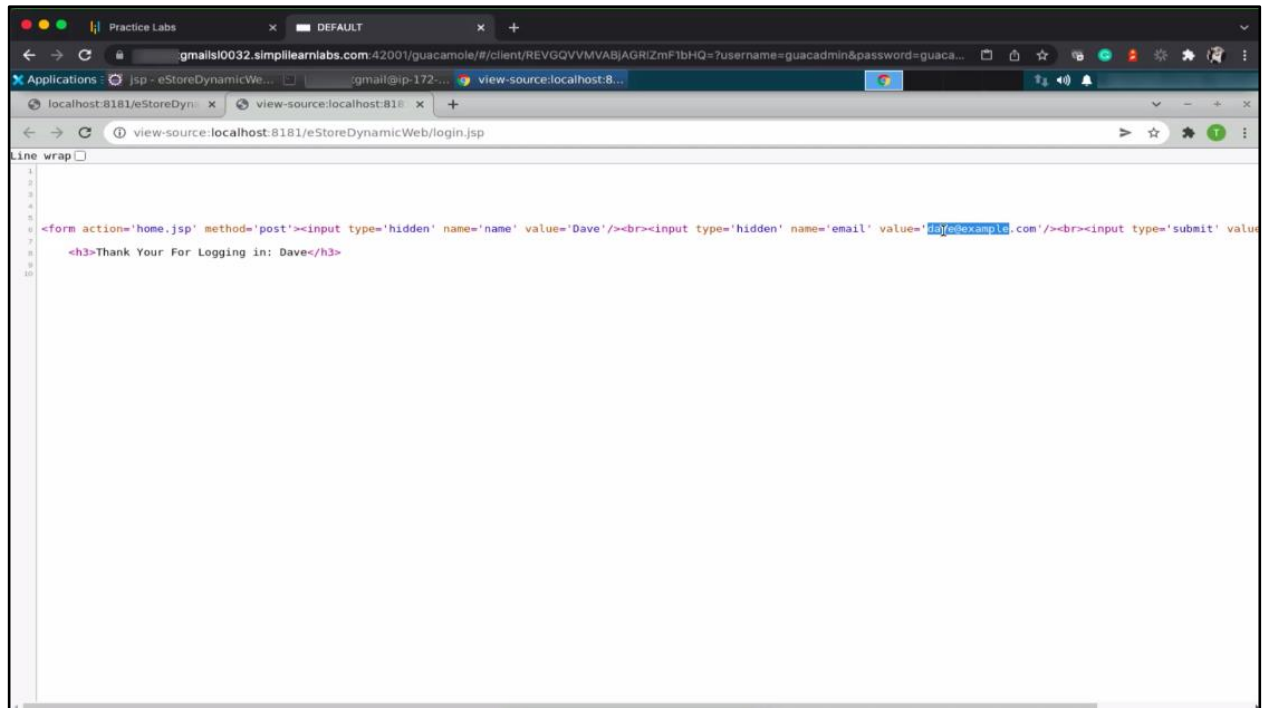 Practice Labs
DEFAULT
gmailsl0032.simplilearnlabs.com:42001/guacamole/#/client/REVGQVVMVABjAGRlZmF1bHQ=?username=guacadmin&password=guaca...
Applications jsp - eStoreDynamicWe... :gmail@ip-172-... view-source:localhost:8...
localhost:8181/eStoreDyn view-source:localhost:818
view-source:localhost:8181/eStoreDynamicWeb/login.jsp
T
Line wrap
1
2
3
4
5
6 <form action='home.jsp' method='post'><input type='hidden' name='name' value='Dave'/><br><input type='hidden' name='email' value='dave@example.com'/><br><input type='submit' value
7
8 <h3>Thank Your For Logging in: Dave</h3>
9
10